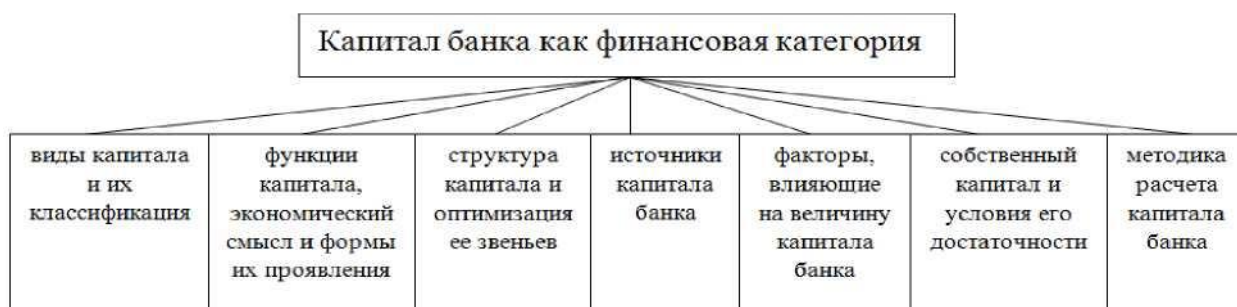 Капитал банка как финансовая категория
виды капитала
и их
классификация
функции
капитала,
экономический
смысл и формы
их проявления
структура
капитала и
оптимизация
ее звеньев
источники
капитала
банка
факторы,
влияющие
на величину
капитала
банка
собственный
капитал и
условия его
достаточности
методика
расчета
капитала
банка